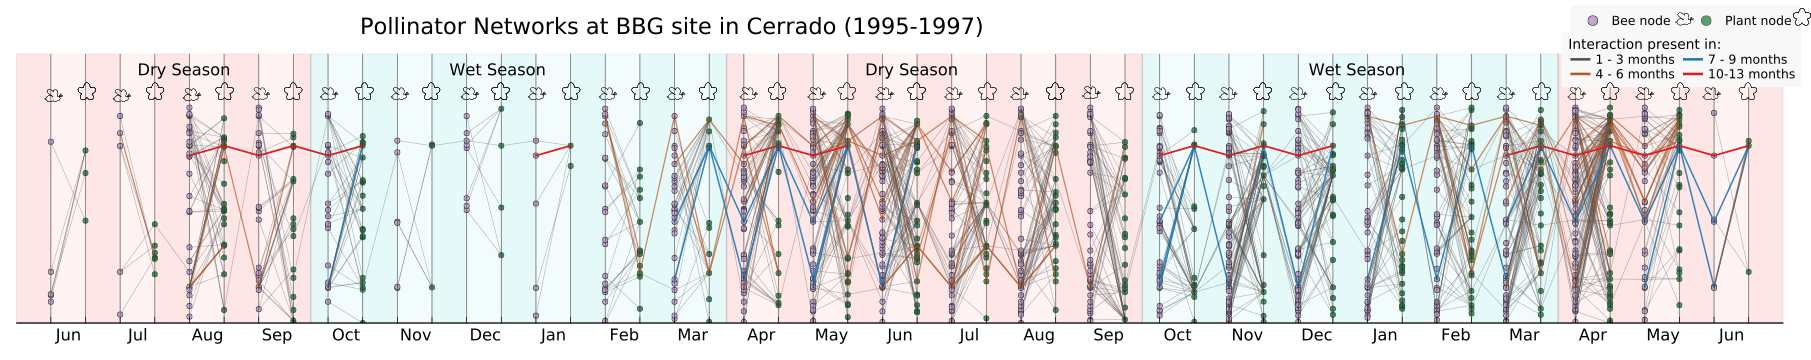 Pollinator Networks at BBG site in Cerrado (1995-1997)
Bee node Plant node
Interaction present in:
1 - 3 months 7 - 9 months
4 - 6 months 10-13 months
Dry Season Wet Season Dry Season Wet Season
Jun Jul Aug Sep Oct Nov Dec Jan Feb Mar Apr May Jun Jul Aug Sep Oct Nov Dec Jan Feb Mar Apr May Jun